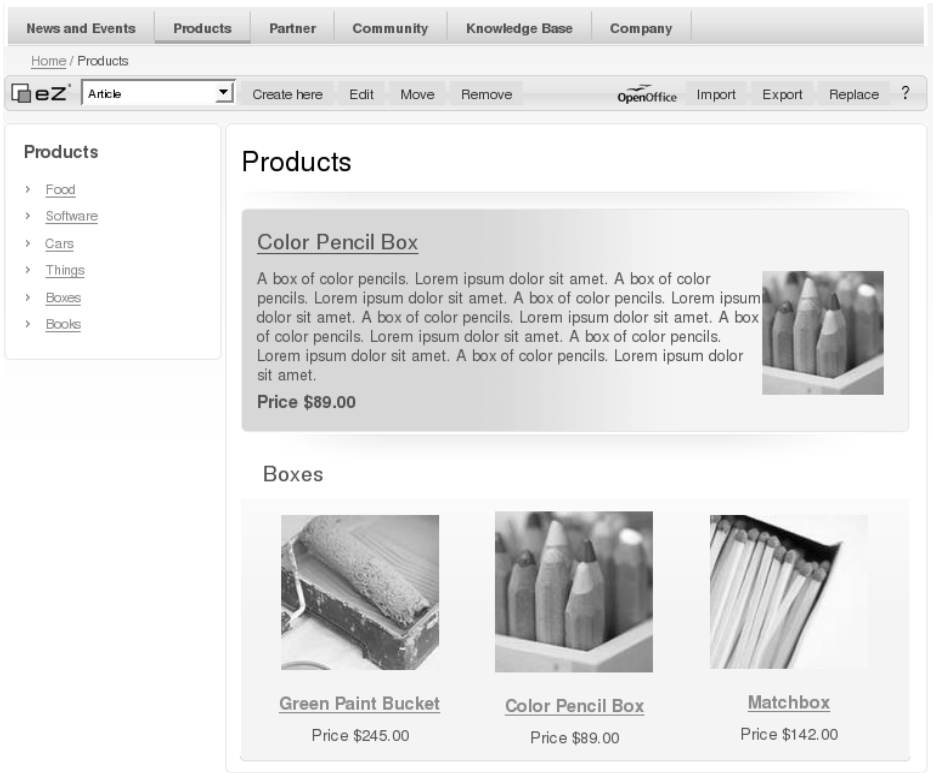 News and Events Products Partner Community Knowledge Base Company
Home / Products
eZ Article Create here Edit Move Remove OpenOffice Import Export Replace ?
Products
› Food
› Software
› Cars
› Things
› Boxes
› Books
Products
Color Pencil Box
A box of color pencils. Lorem ipsum dolor sit amet. A box of color
pencils. Lorem ipsum dolor sit amet. A box of color pencils. Lorem ipsum
dolor sit amet. A box of color pencils. Lorem ipsum dolor sit amet. A box
of color pencils. Lorem ipsum dolor sit amet. A box of color pencils.
Lorem ipsum dolor sit amet. A box of color pencils. Lorem ipsum dolor
sit amet.
Price $89.00
Boxes
Green Paint Bucket Color Pencil Box Matchbox
Price $245.00 Price $89.00 Price $142.00